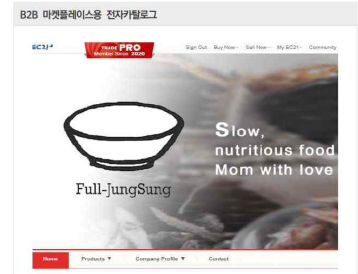 B2B 마켓플레이스용 전자카탈로그
EC21
TRADE PRO
Member Since 2020
Sign Out Buy Now Sell Now My EC21 Community
Slow,
nutritious food
Mom with love
Full-JungSung
Home Products ▼ Company Profile ▼ Contact